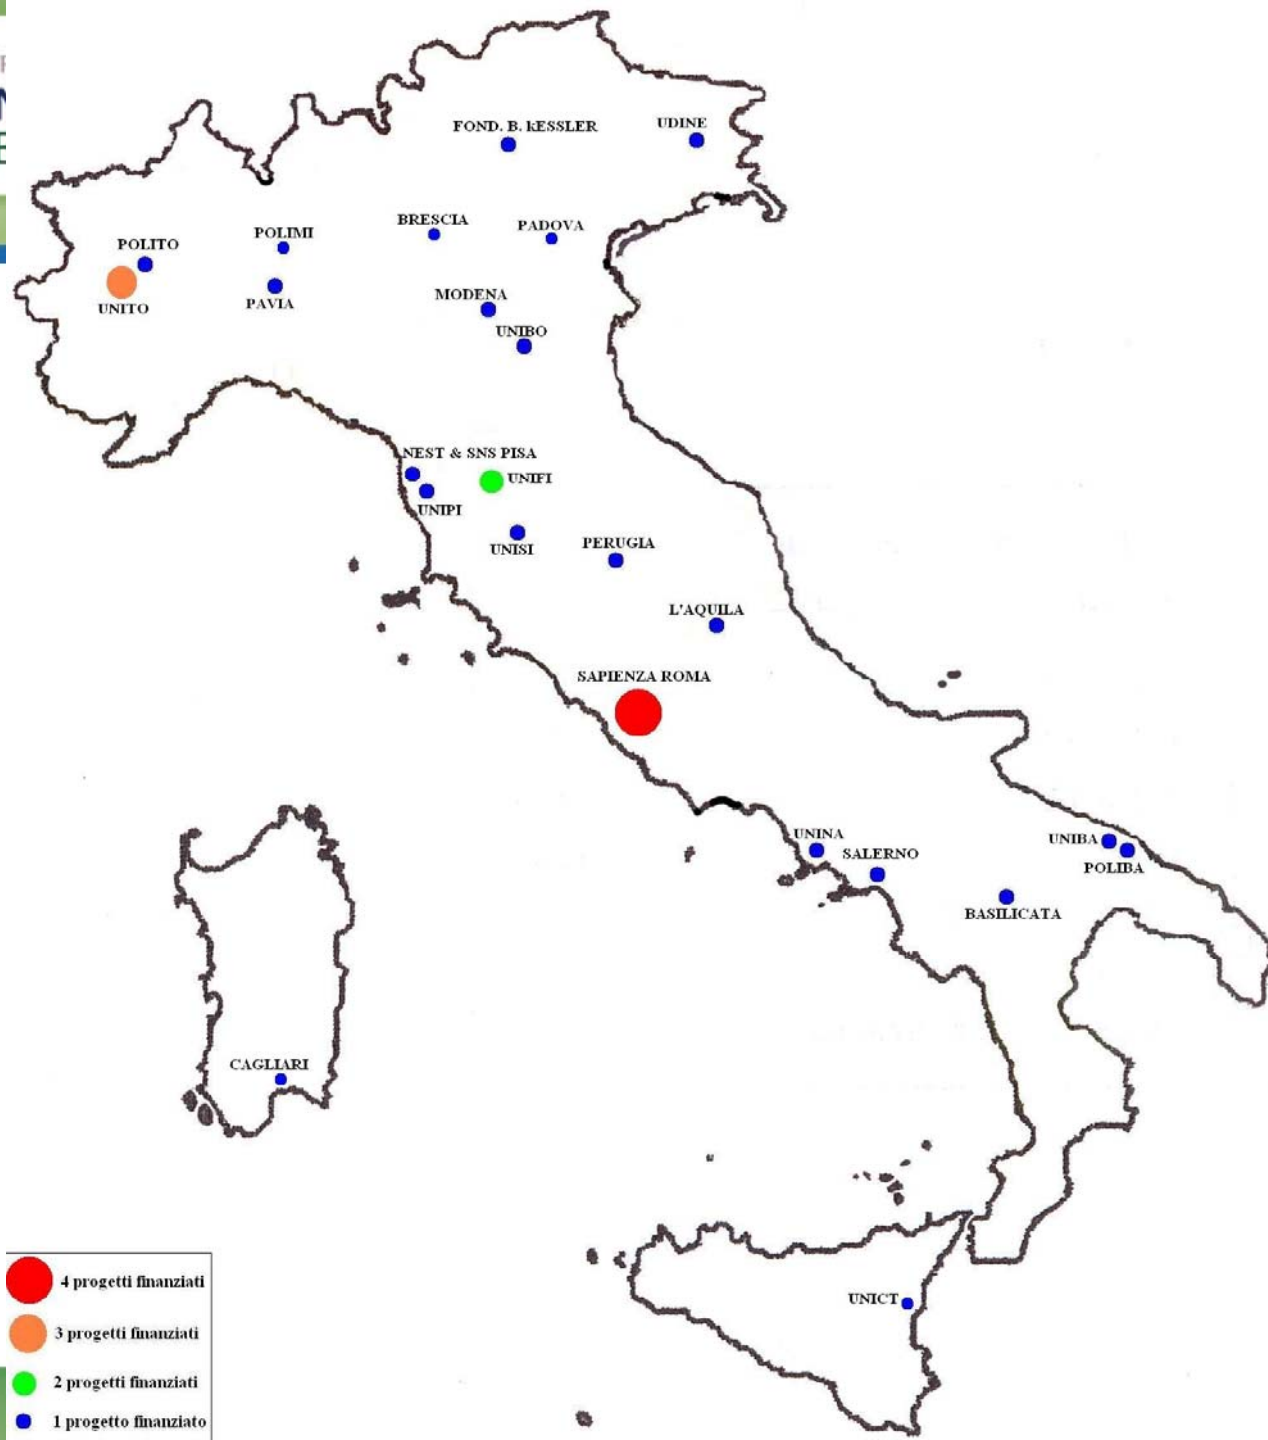 FOND. B. kESSLER
UDINE
BRESCIA
PADOVA
POLIMI
POLITO
MODENA
PAVIA
UNITO
UNIBO
NEST & SNS PISA
UNIFI
UNIPI
UNISI
PERUGIA
L'AQUILA
SAPIENZA ROMA
UNINA
SALERNO
UNIBA
POLIBA
BASILICATA
CAGLIARI
UNICT
4 progetti finanziati
3 progetti finanziati
2 progetti finanziati
1 progetto finanziato